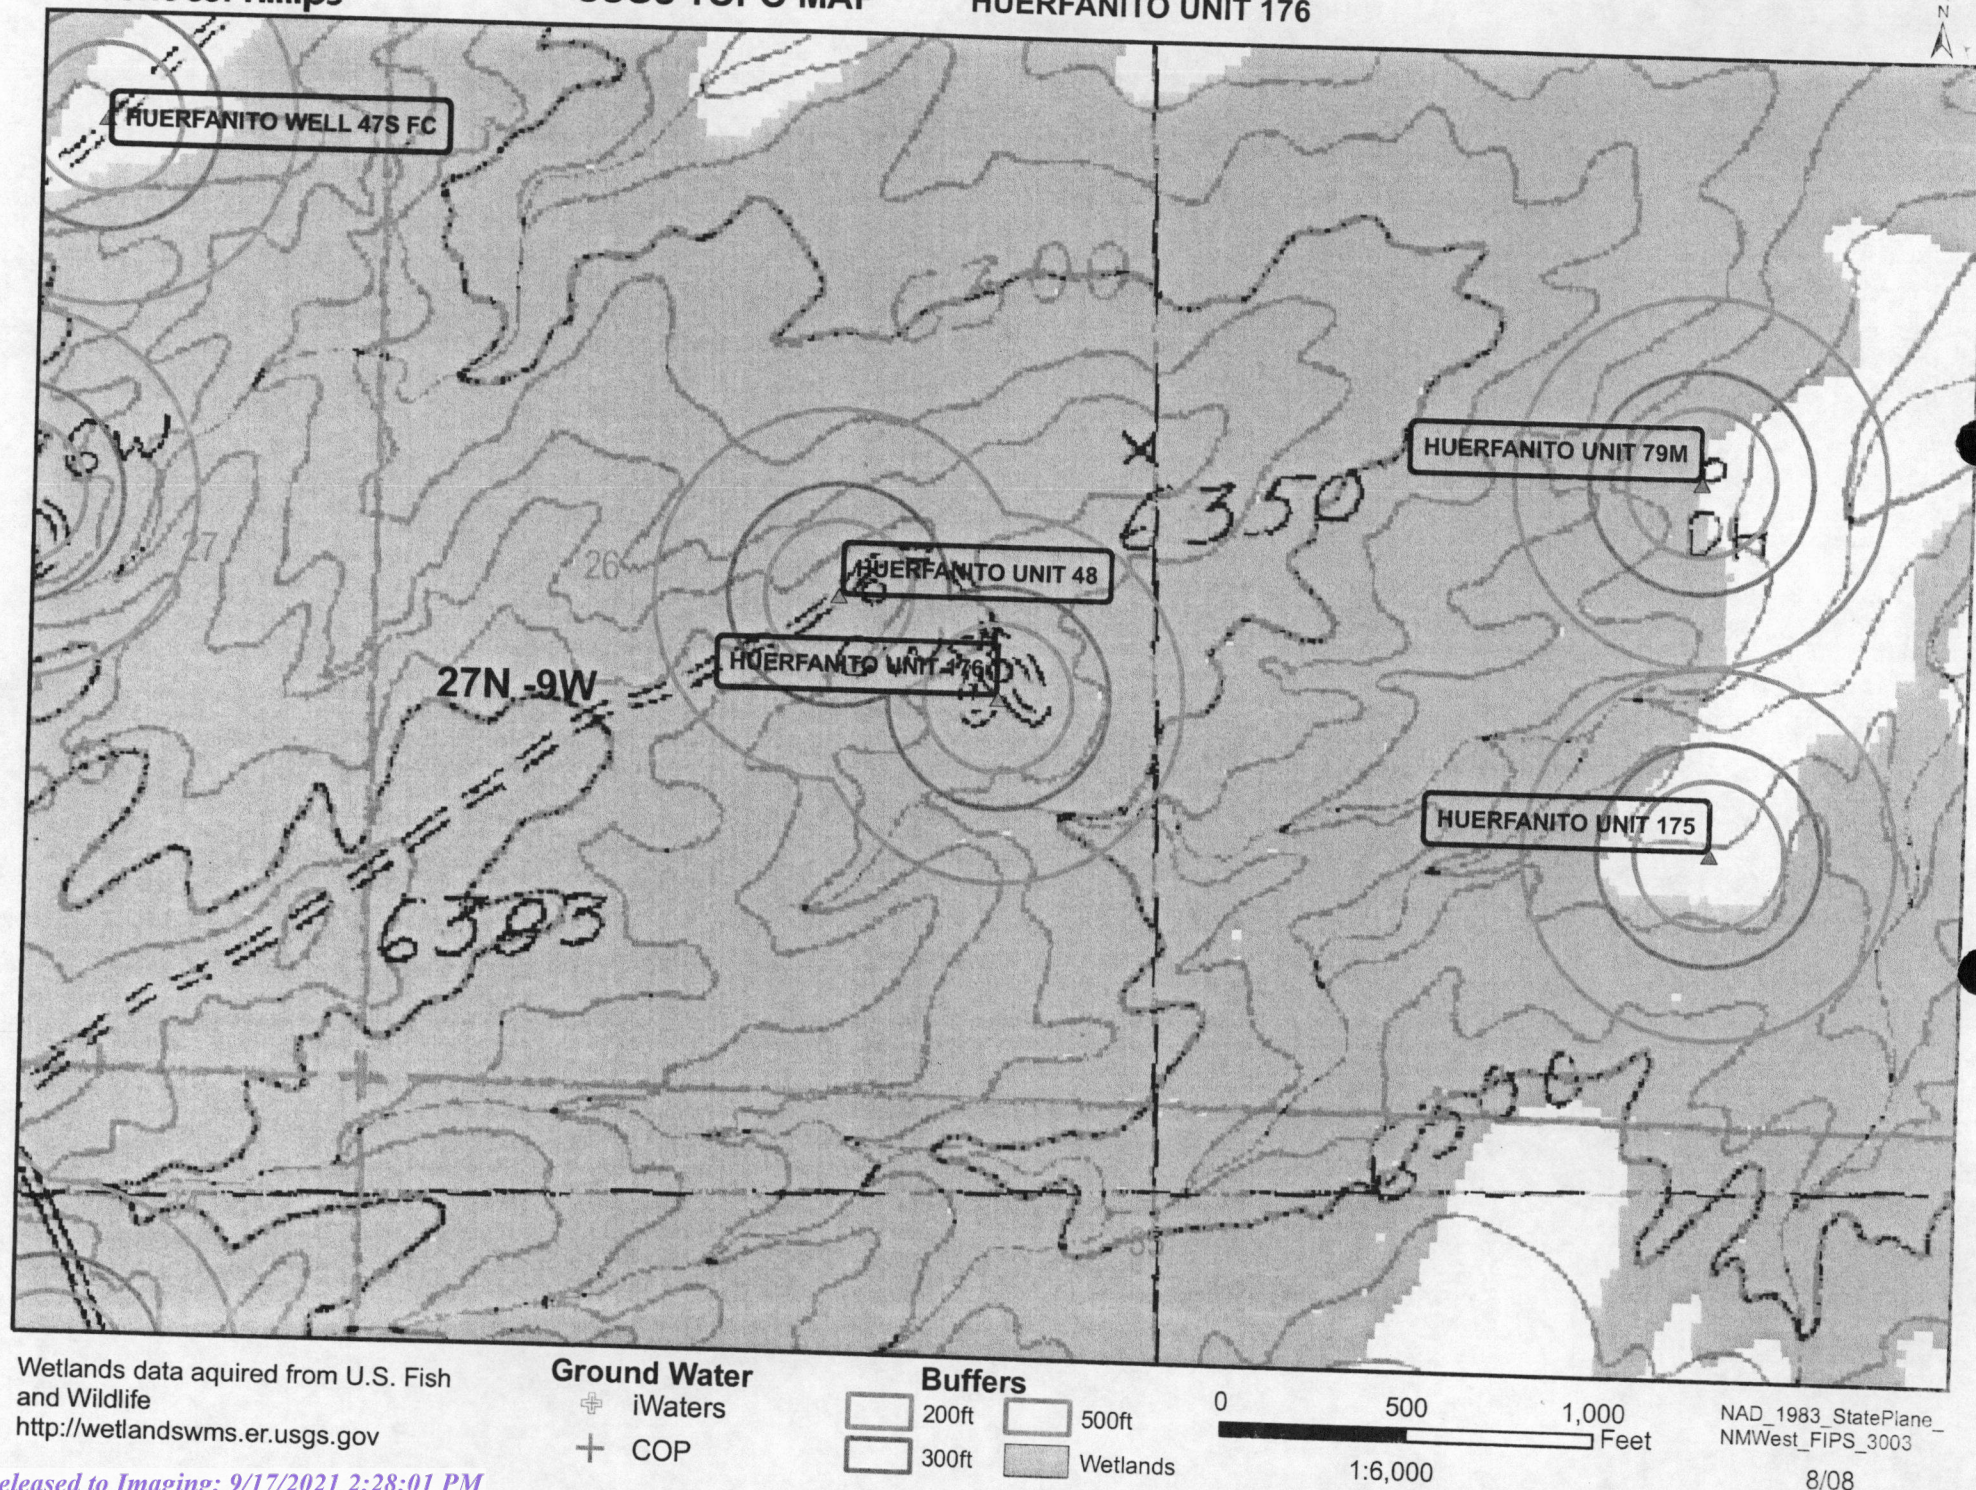 USGS TOPO MAP
HUERFANITO UNIT 176
N
HUERFANITO WELL 47S FC
6300
HUERFANITO UNIT 79M
DH
6350
27
26
HUERFANITO UNIT 48
HUERFANITO UNIT 176
27N -9W
HUERFANITO UNIT 175
6383
6300
35
Wetlands data aquired from U.S. Fish
and Wildlife
http://wetlandswms.er.usgs.gov
Ground Water
iWaters
COP
Buffers
200ft
500ft
300ft
Wetlands
0 500 1,000
Feet
1:6,000
NAD_1983_StatePlane_
NMWest_FIPS_3003
8/08
eleased to Imaging: 9/17/2021 2:28:01 PM